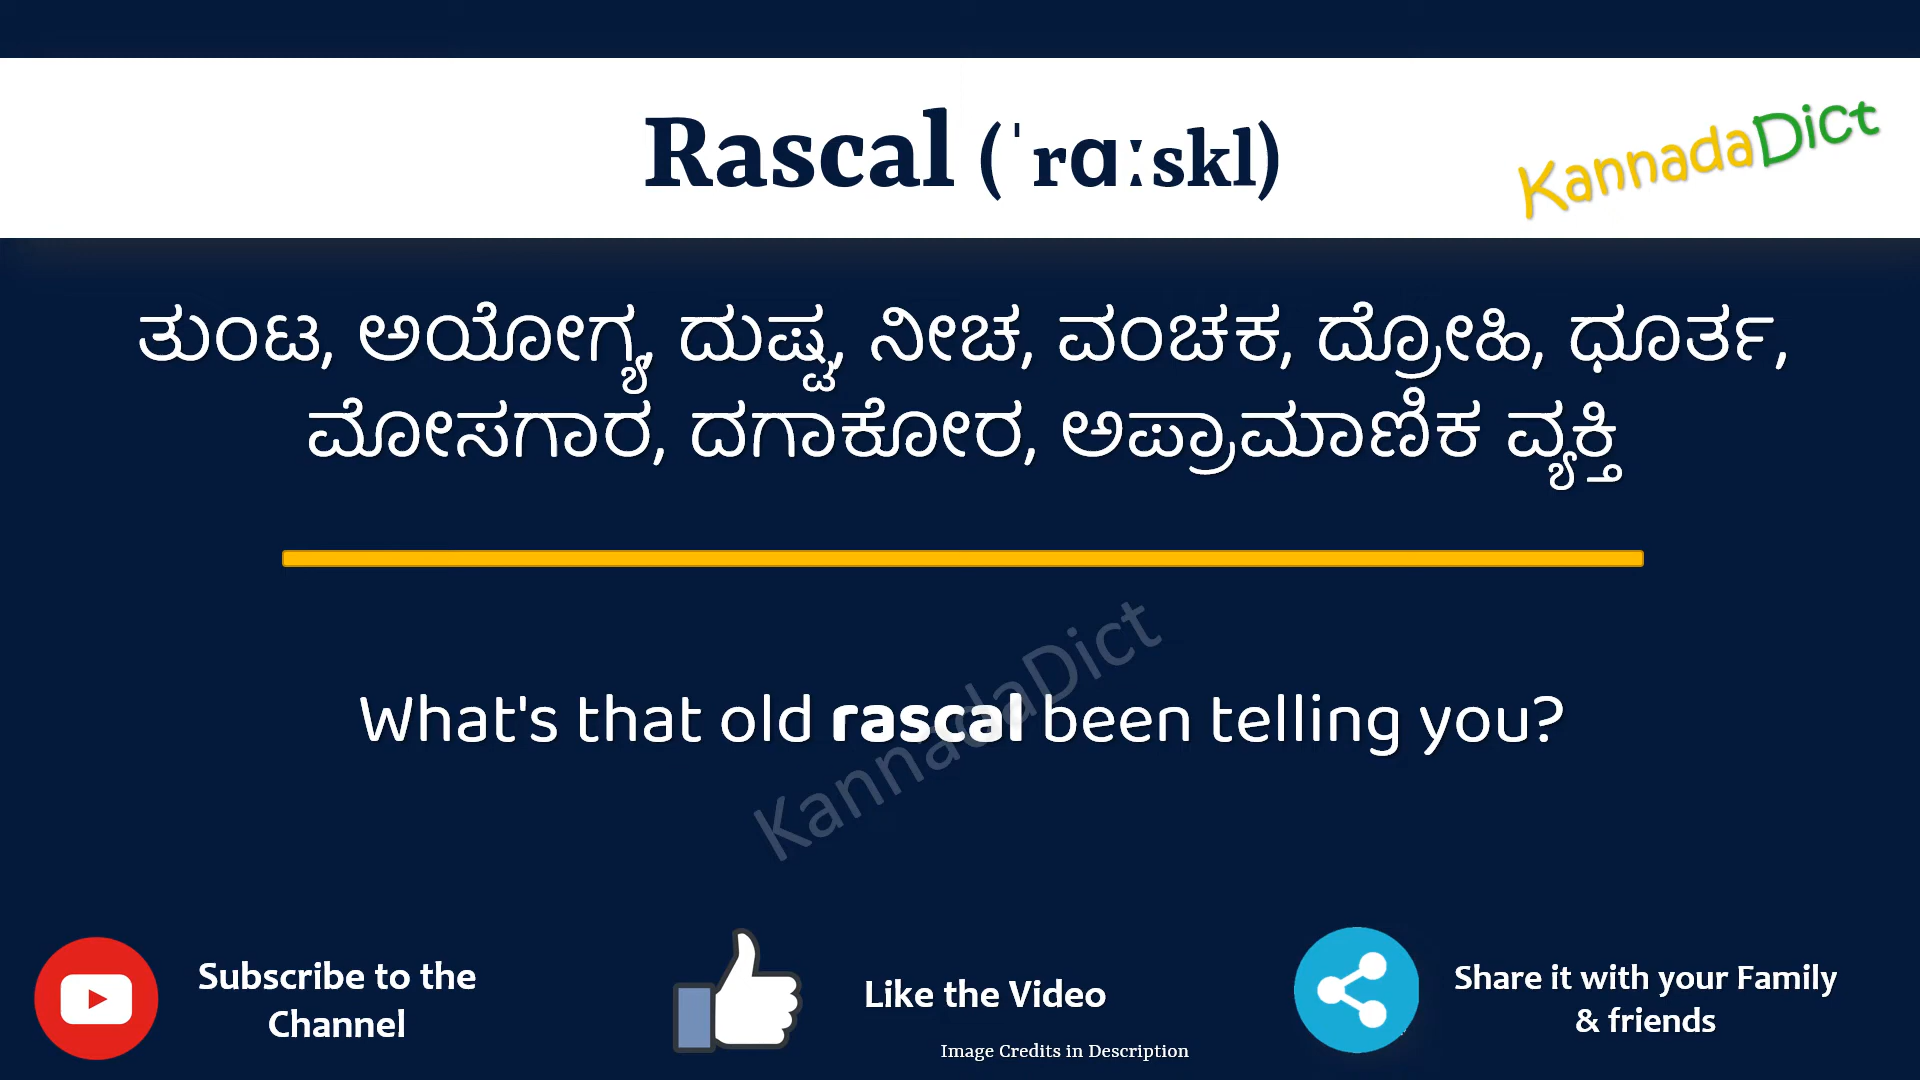 Rascal (ˈrɑːskl)
KannadaDict
ತುಂಟ, ಅಯೋಗ್ಯ, ದುಷ್ಟ, ನೀಚ, ವಂಚಕ, ದ್ರೋಹಿ, ಧೂರ್ತ,
ಮೋಸಗಾರ, ದಗಾಕೋರ, ಅಪ್ರಾಮಾಣಿಕ ವ್ಯಕ್ತಿ
What's that old rascal been telling you?
KannadaDict
Subscribe to the
Channel
Like the Video
Share it with your Family
& friends
Image Credits in Description